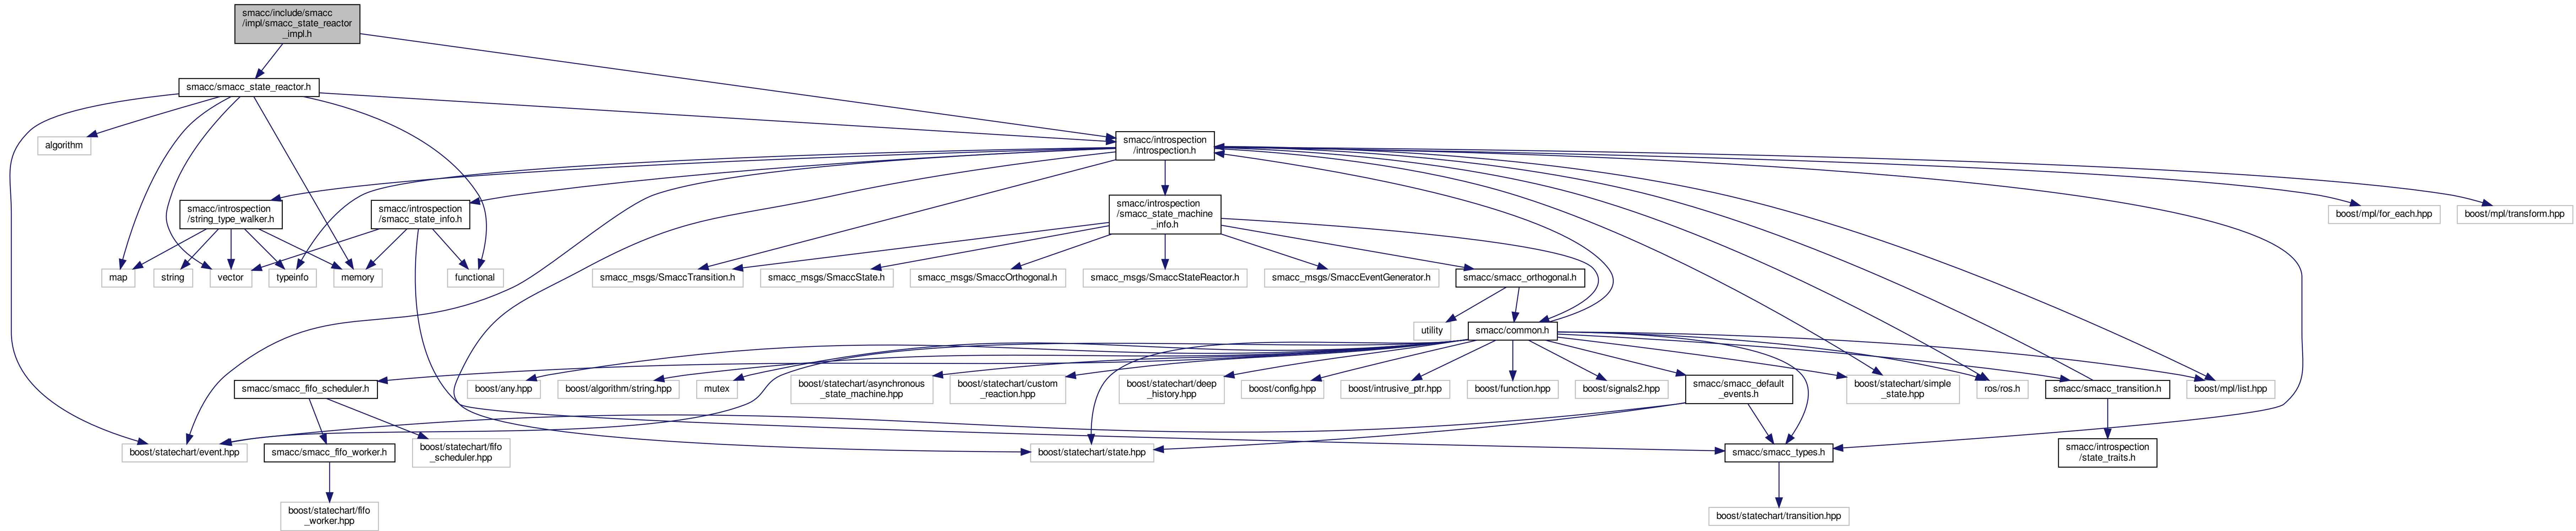 smacc/include/smacc
/impl/smacc_state_reactor
_impl.h
smacc/smacc_state_reactor.h
algorithm
smacc/introspection
/introspection.h
smacc/introspection
/string_type_walker.h
smacc/introspection
/smacc_state_info.h
smacc/introspection
/smacc_state_machine
_info.h
boost/mpl/for_each.hpp
boost/mpl/transform.hpp
map
string
vector
typeinfo
memory
functional
smacc_msgs/SmaccTransition.h
smacc_msgs/SmaccState.h
smacc_msgs/SmaccOrthogonal.h
smacc_msgs/SmaccStateReactor.h
smacc_msgs/SmaccEventGenerator.h
smacc/smacc_orthogonal.h
utility
smacc/common.h
smacc/smacc_fifo_scheduler.h
boost/any.hpp
boost/algorithm/string.hpp
mutex
boost/statechart/asynchronous
_state_machine.hpp
boost/statechart/custom
_reaction.hpp
boost/statechart/deep
_history.hpp
boost/config.hpp
boost/intrusive_ptr.hpp
boost/function.hpp
boost/signals2.hpp
smacc/smacc_default
_events.h
boost/statechart/simple
_state.hpp
ros/ros.h
smacc/smacc_transition.h
boost/mpl/list.hpp
boost/statechart/event.hpp
smacc/smacc_fifo_worker.h
boost/statechart/fifo
_scheduler.hpp
boost/statechart/state.hpp
smacc/smacc_types.h
smacc/introspection
/state_traits.h
boost/statechart/fifo
_worker.hpp
boost/statechart/transition.hpp